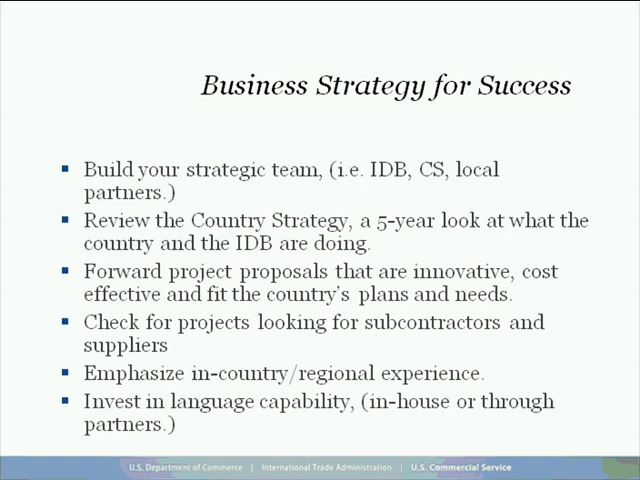 Business Strategy for Success
▪ Build your strategic team, (i.e. IDB, CS, local
partners.)
▪ Review the Country Strategy, a 5-year look at what the
country and the IDB are doing.
▪ Forward project proposals that are innovative, cost
effective and fit the country's plans and needs.
▪ Check for projects looking for subcontractors and
suppliers
▪ Emphasize in-country/regional experience.
▪ Invest in language capability, (in-house or through
partners.)
U.S. Department of Commerce | International Trade Administration | U.S. Commercial Service